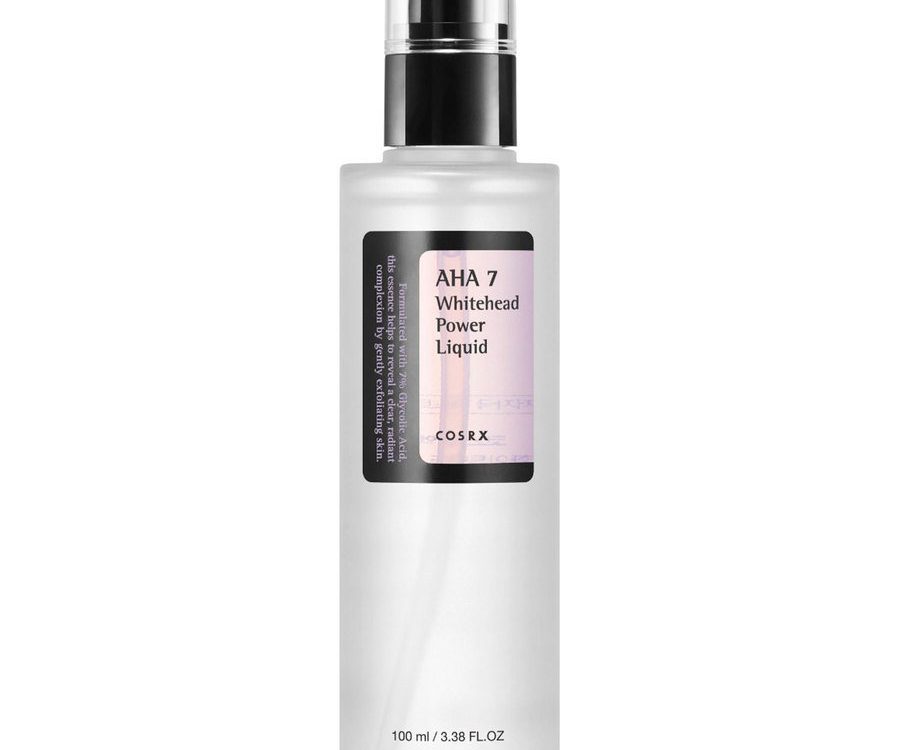 AHA 7
Whitehead
Power
Liquid
COSRX
Formulated with 7% Glycolic Acid,
this essence helps to reveal a clear, radiant
complexion by gently exfoliating skin.
100 ml / 3.38 FL.OZ